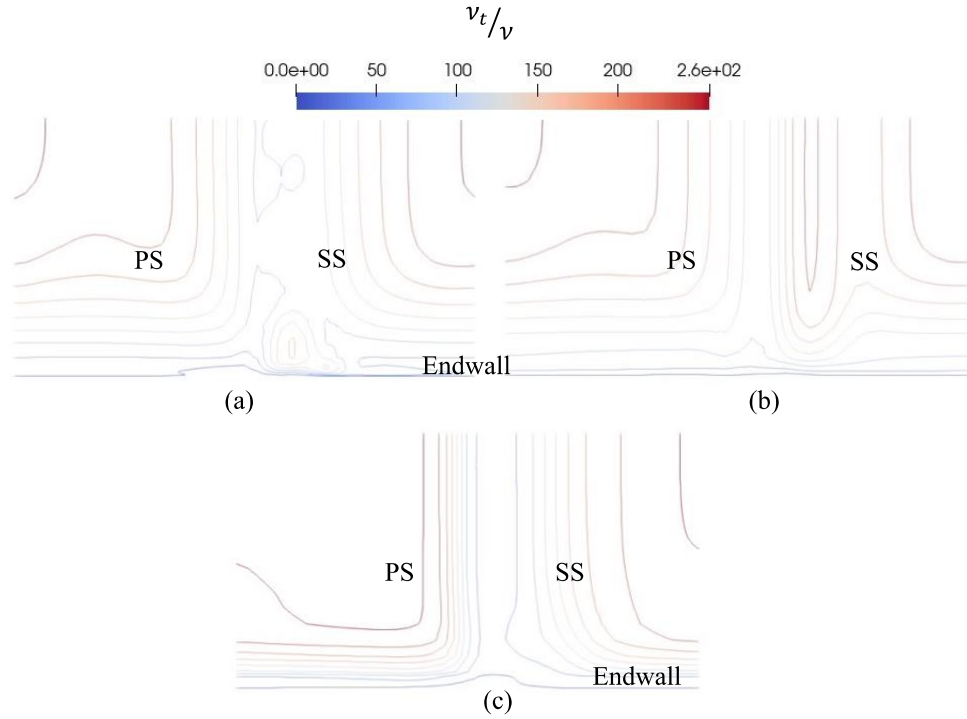 νt/ν
0.0e+00 50 100 150 200 2.6e+02
PS SS PS SS
Endwall
(a) (b)
PS SS
Endwall
(c)